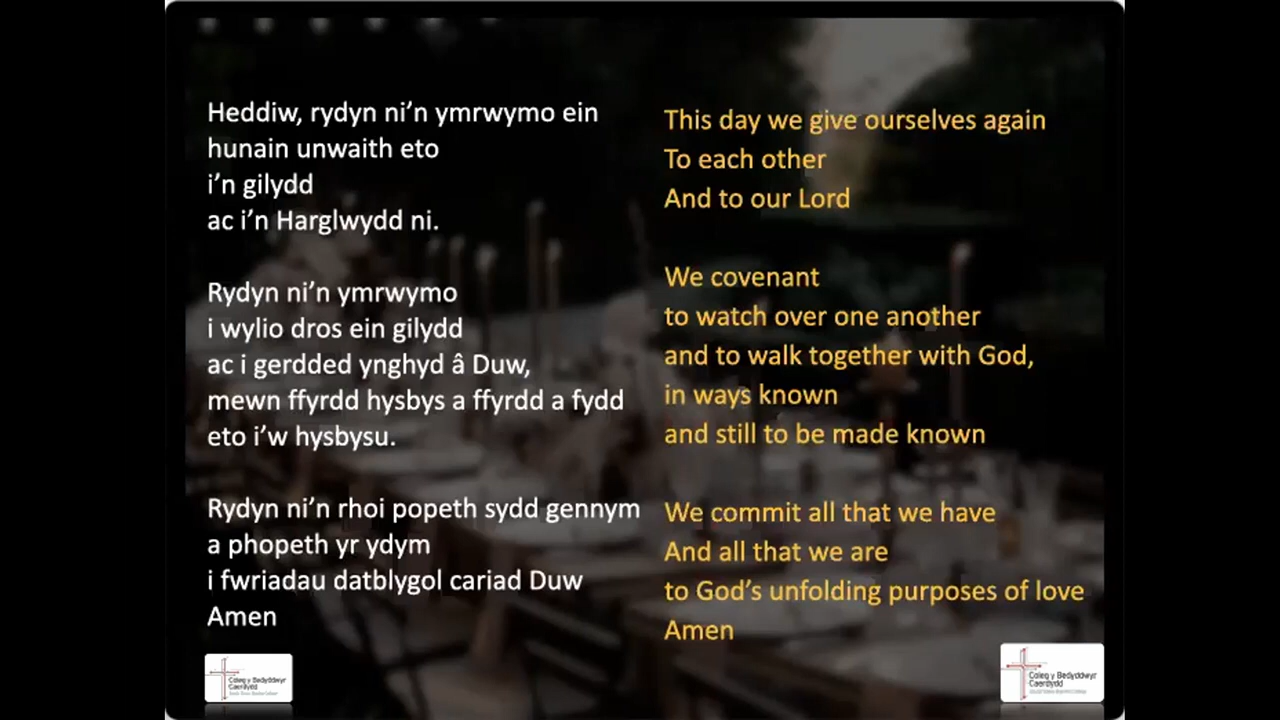 Heddiw, rydyn ni’n ymrwymo ein
hunain unwaith eto
i’n gilydd
ac i’n Harglwydd ni.
Rydyn ni’n ymrwymo
i wylio dros ein gilydd
ac i gerdded ynghyd â Duw,
mewn ffyrdd hysbys a ffyrdd a fydd
eto i’w hysbysu.
Rydyn ni’n rhoi popeth sydd gennym
a phopeth yr ydym
i fwriadau datblygol cariad Duw
Amen
This day we give ourselves again
To each other
And to our Lord
We covenant
to watch over one another
and to walk together with God,
in ways known
and still to be made known
We commit all that we have
And all that we are
to God’s unfolding purposes of love
Amen
Coleg y Bedyddwyr
Caerdydd
Coleg y Bedyddwyr
Caerdydd